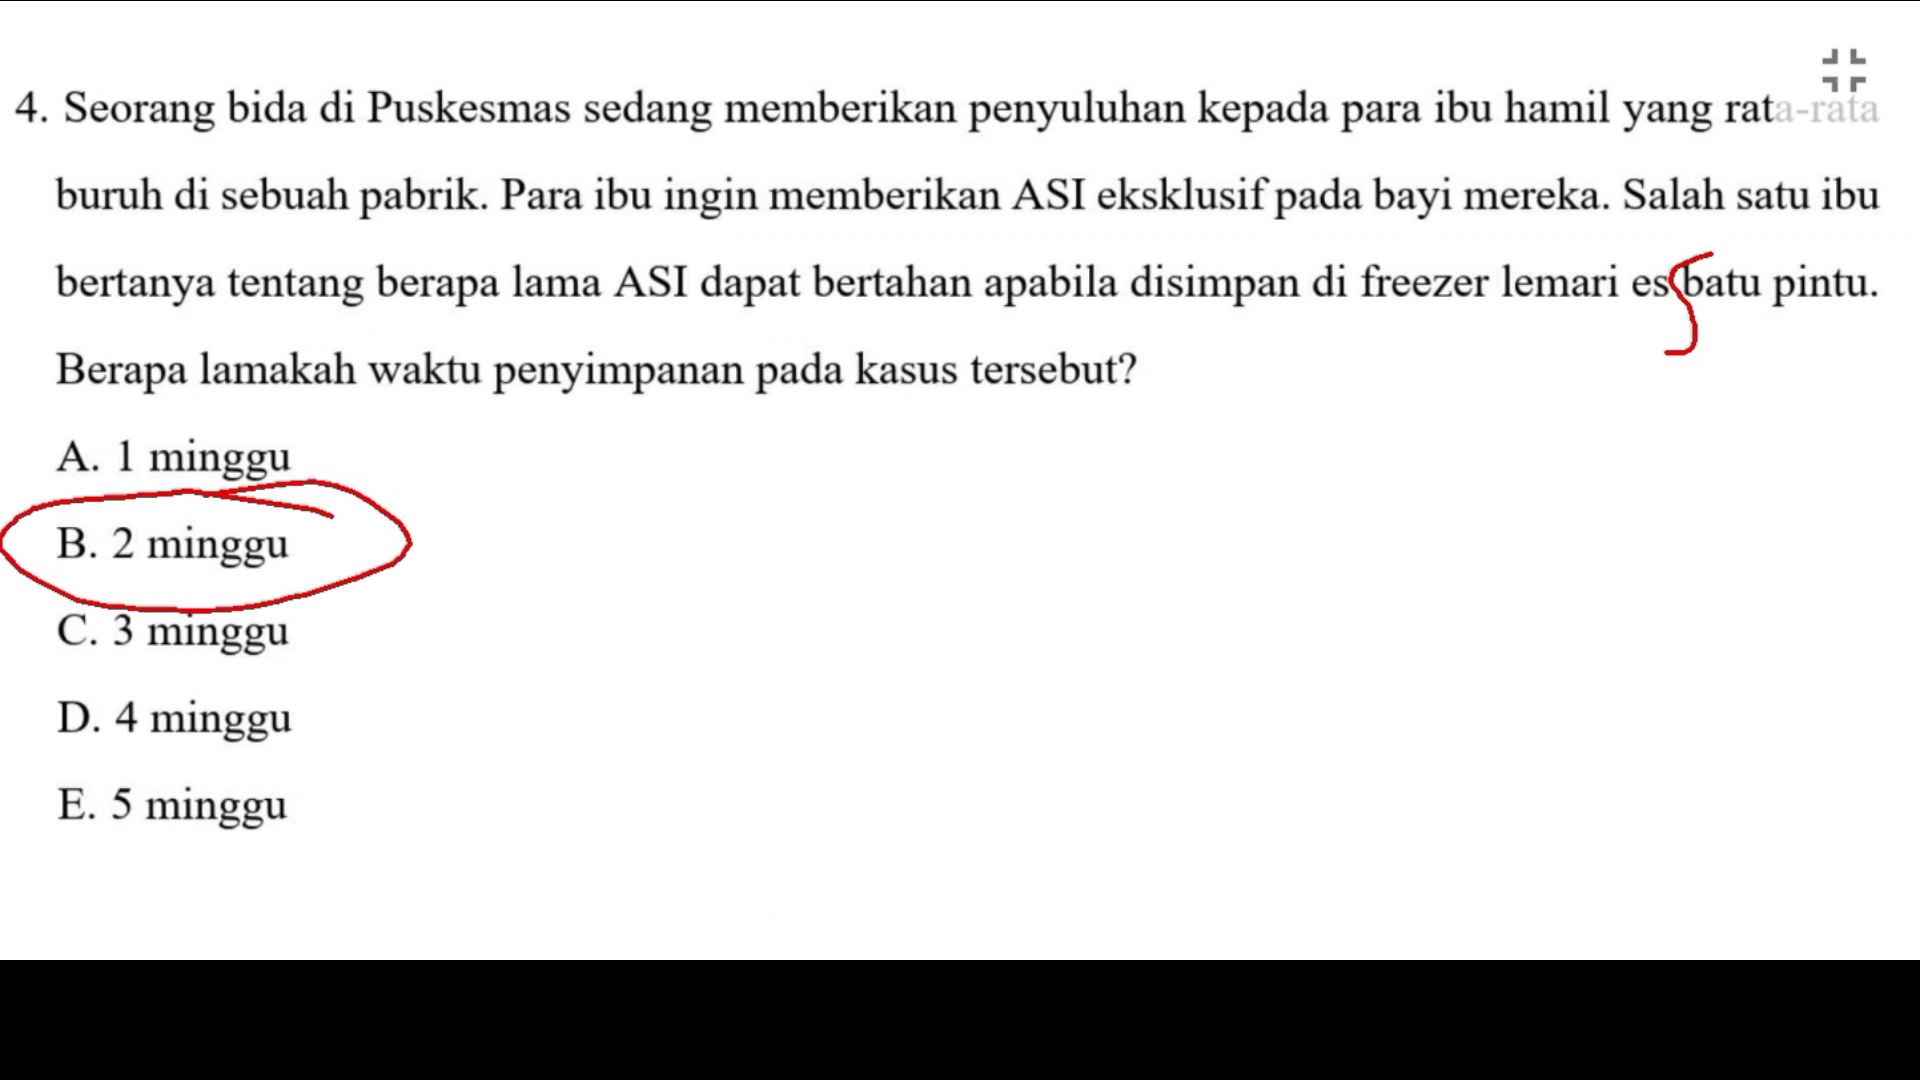 4. Seorang bida di Puskesmas sedang memberikan penyuluhan kepada para ibu hamil yang rata-rata
buruh di sebuah pabrik. Para ibu ingin memberikan ASI eksklusif pada bayi mereka. Salah satu ibu
bertanya tentang berapa lama ASI dapat bertahan apabila disimpan di freezer lemari es batu pintu.
Berapa lamakah waktu penyimpanan pada kasus tersebut?
A. 1 minggu
B. 2 minggu
C. 3 minggu
D. 4 minggu
E. 5 minggu